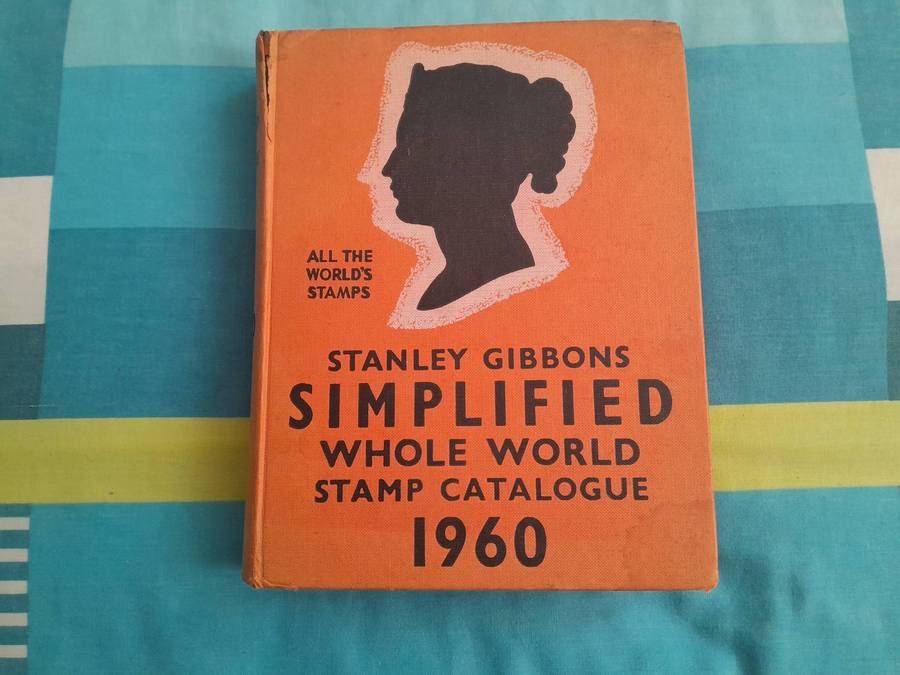 ALL THE
WORLD'S
STAMPS
STANLEY GIBBONS
SIMPLIFIED
WHOLE WORLD
STAMP CATALOGUE
1960